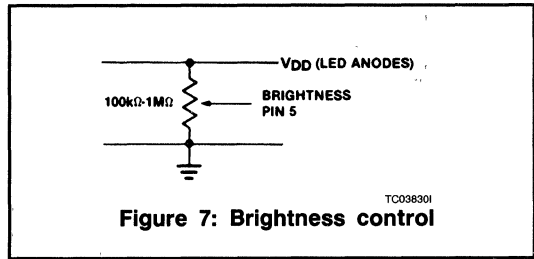 VDD (LED ANODES)
100kΩ-1MΩ
BRIGHTNESS
PIN 5
TC03830I
Figure 7: Brightness control